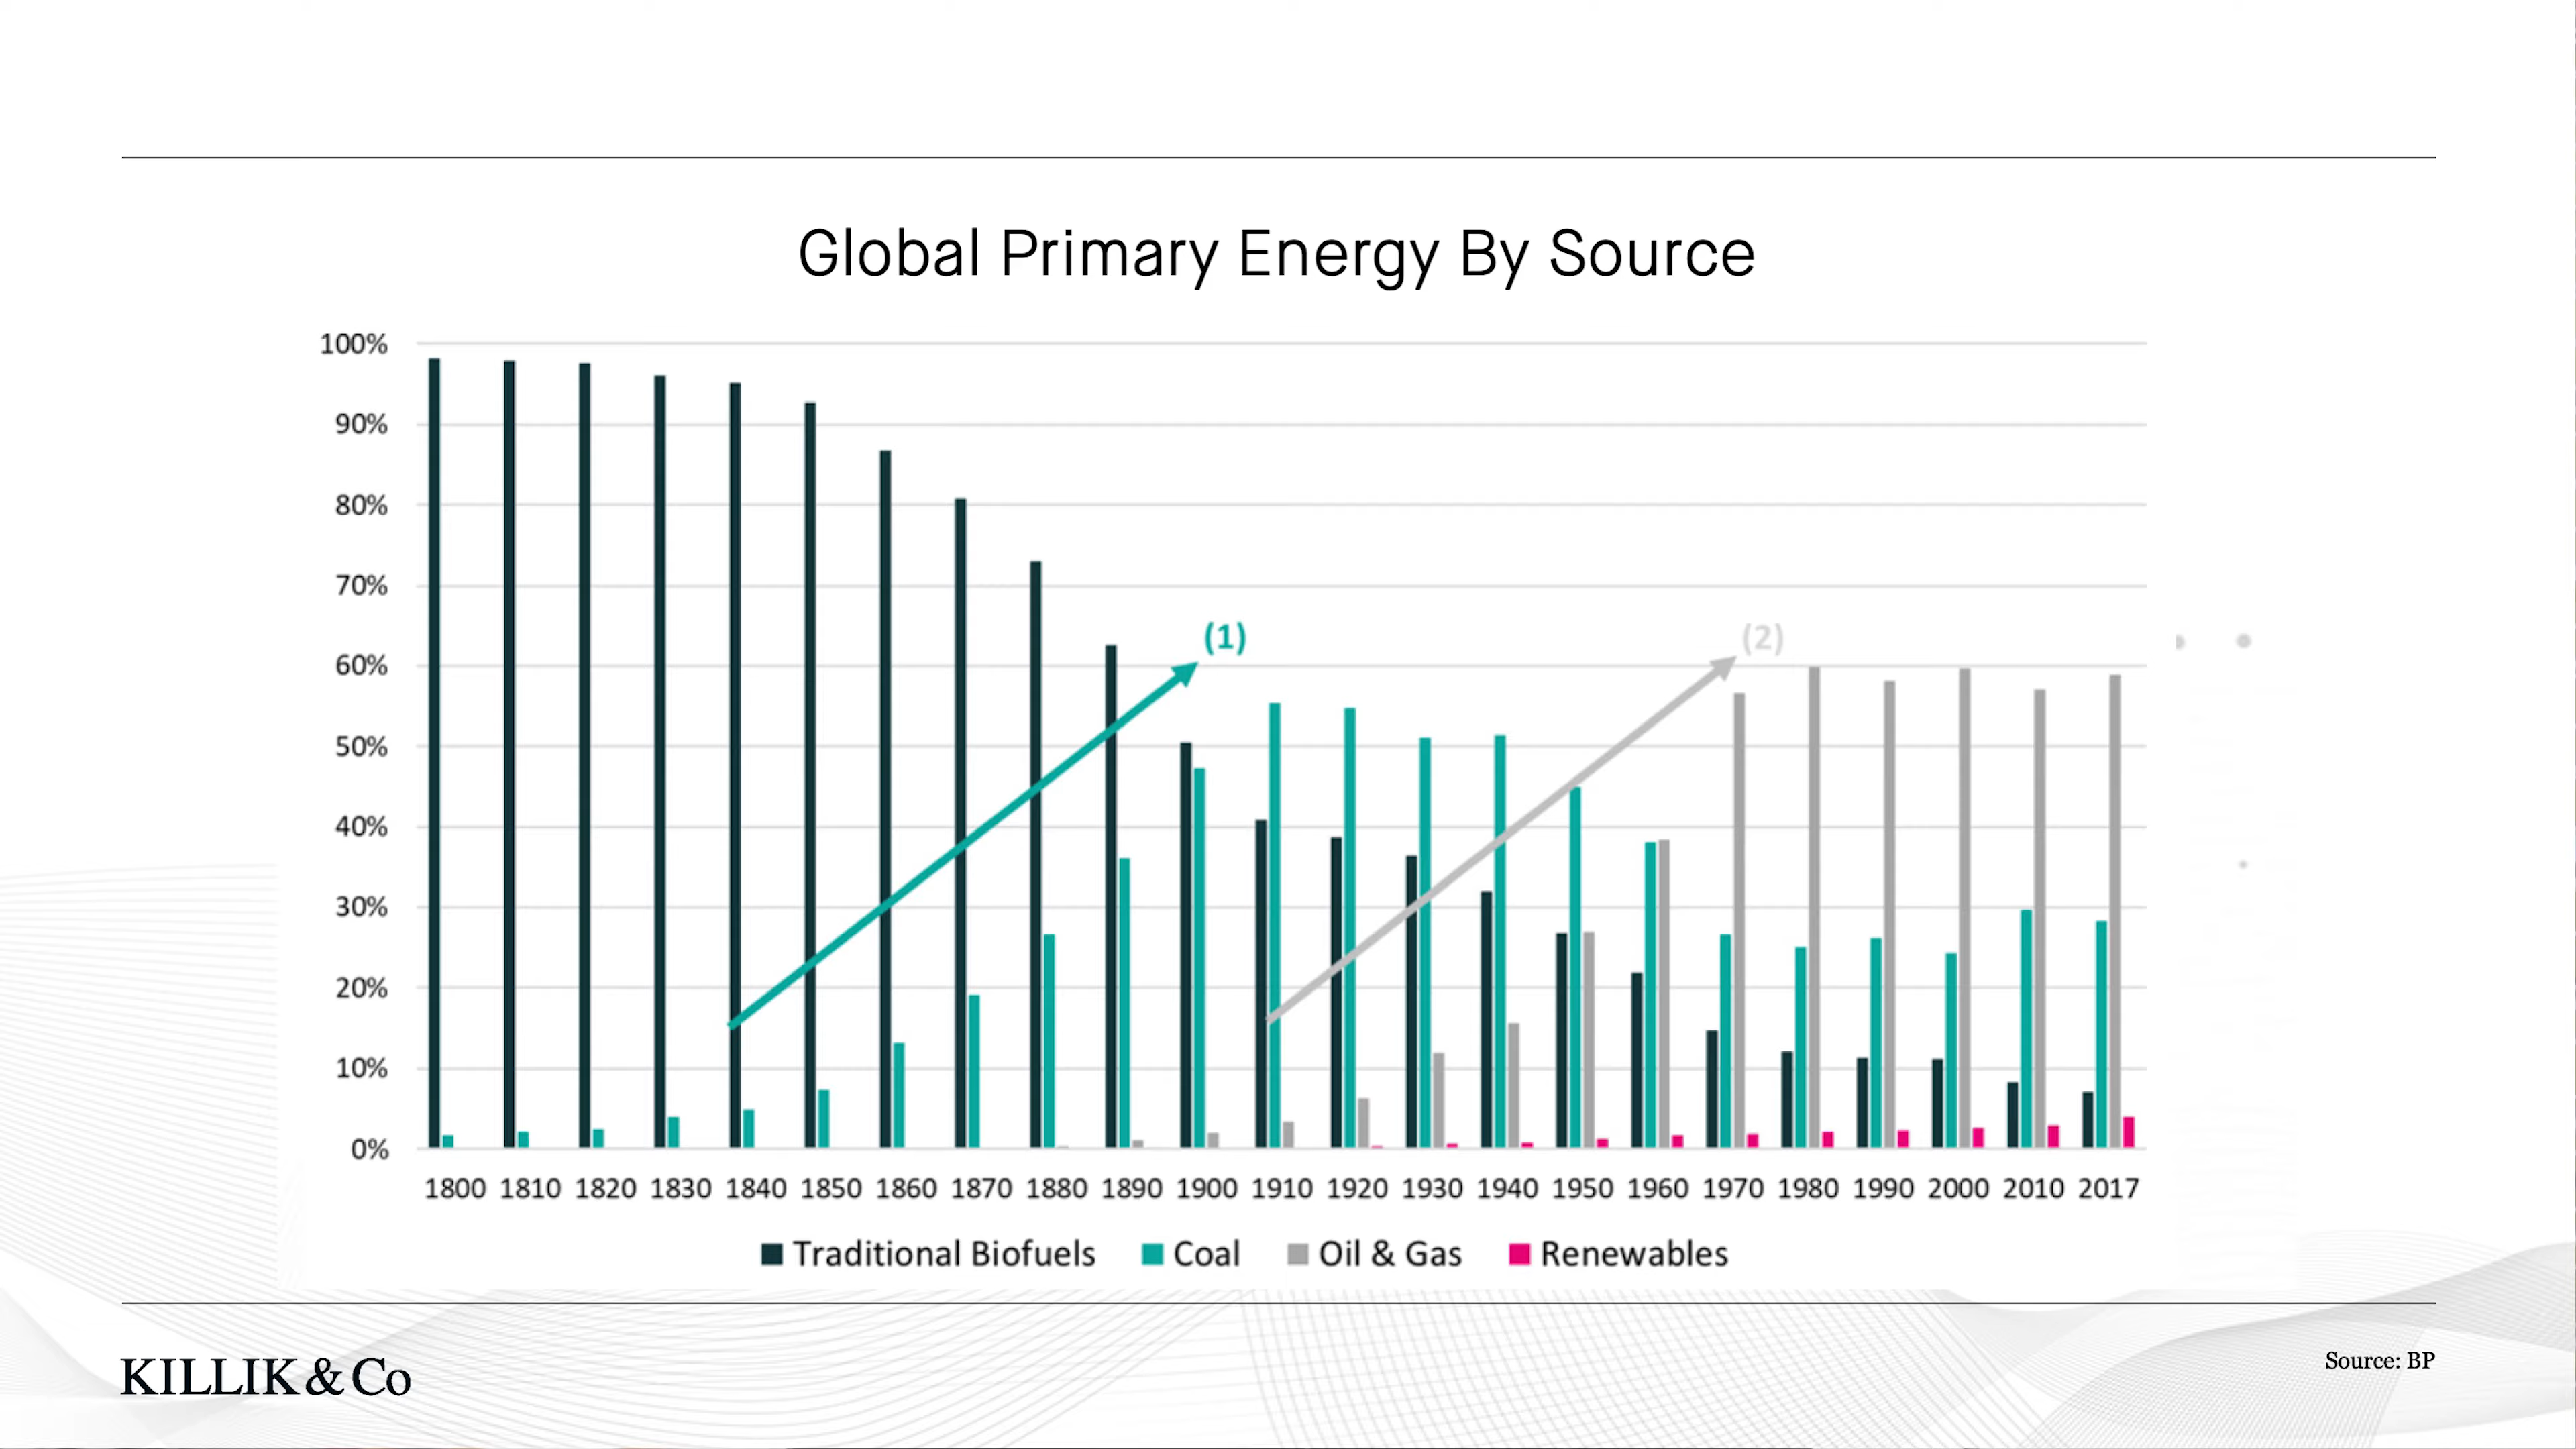 Global Primary Energy By Source
100%
90%
80%
70%
60%
50%
40%
30%
20%
10%
0%
(1)
(2)
1800 1810 1820 1830 1840 1850 1860 1870 1880 1890 1900 1910 1920 1930 1940 1950 1960 1970 1980 1990 2000 2010 2017
Traditional Biofuels Coal Oil & Gas Renewables
KILLIK & Co
Source: BP